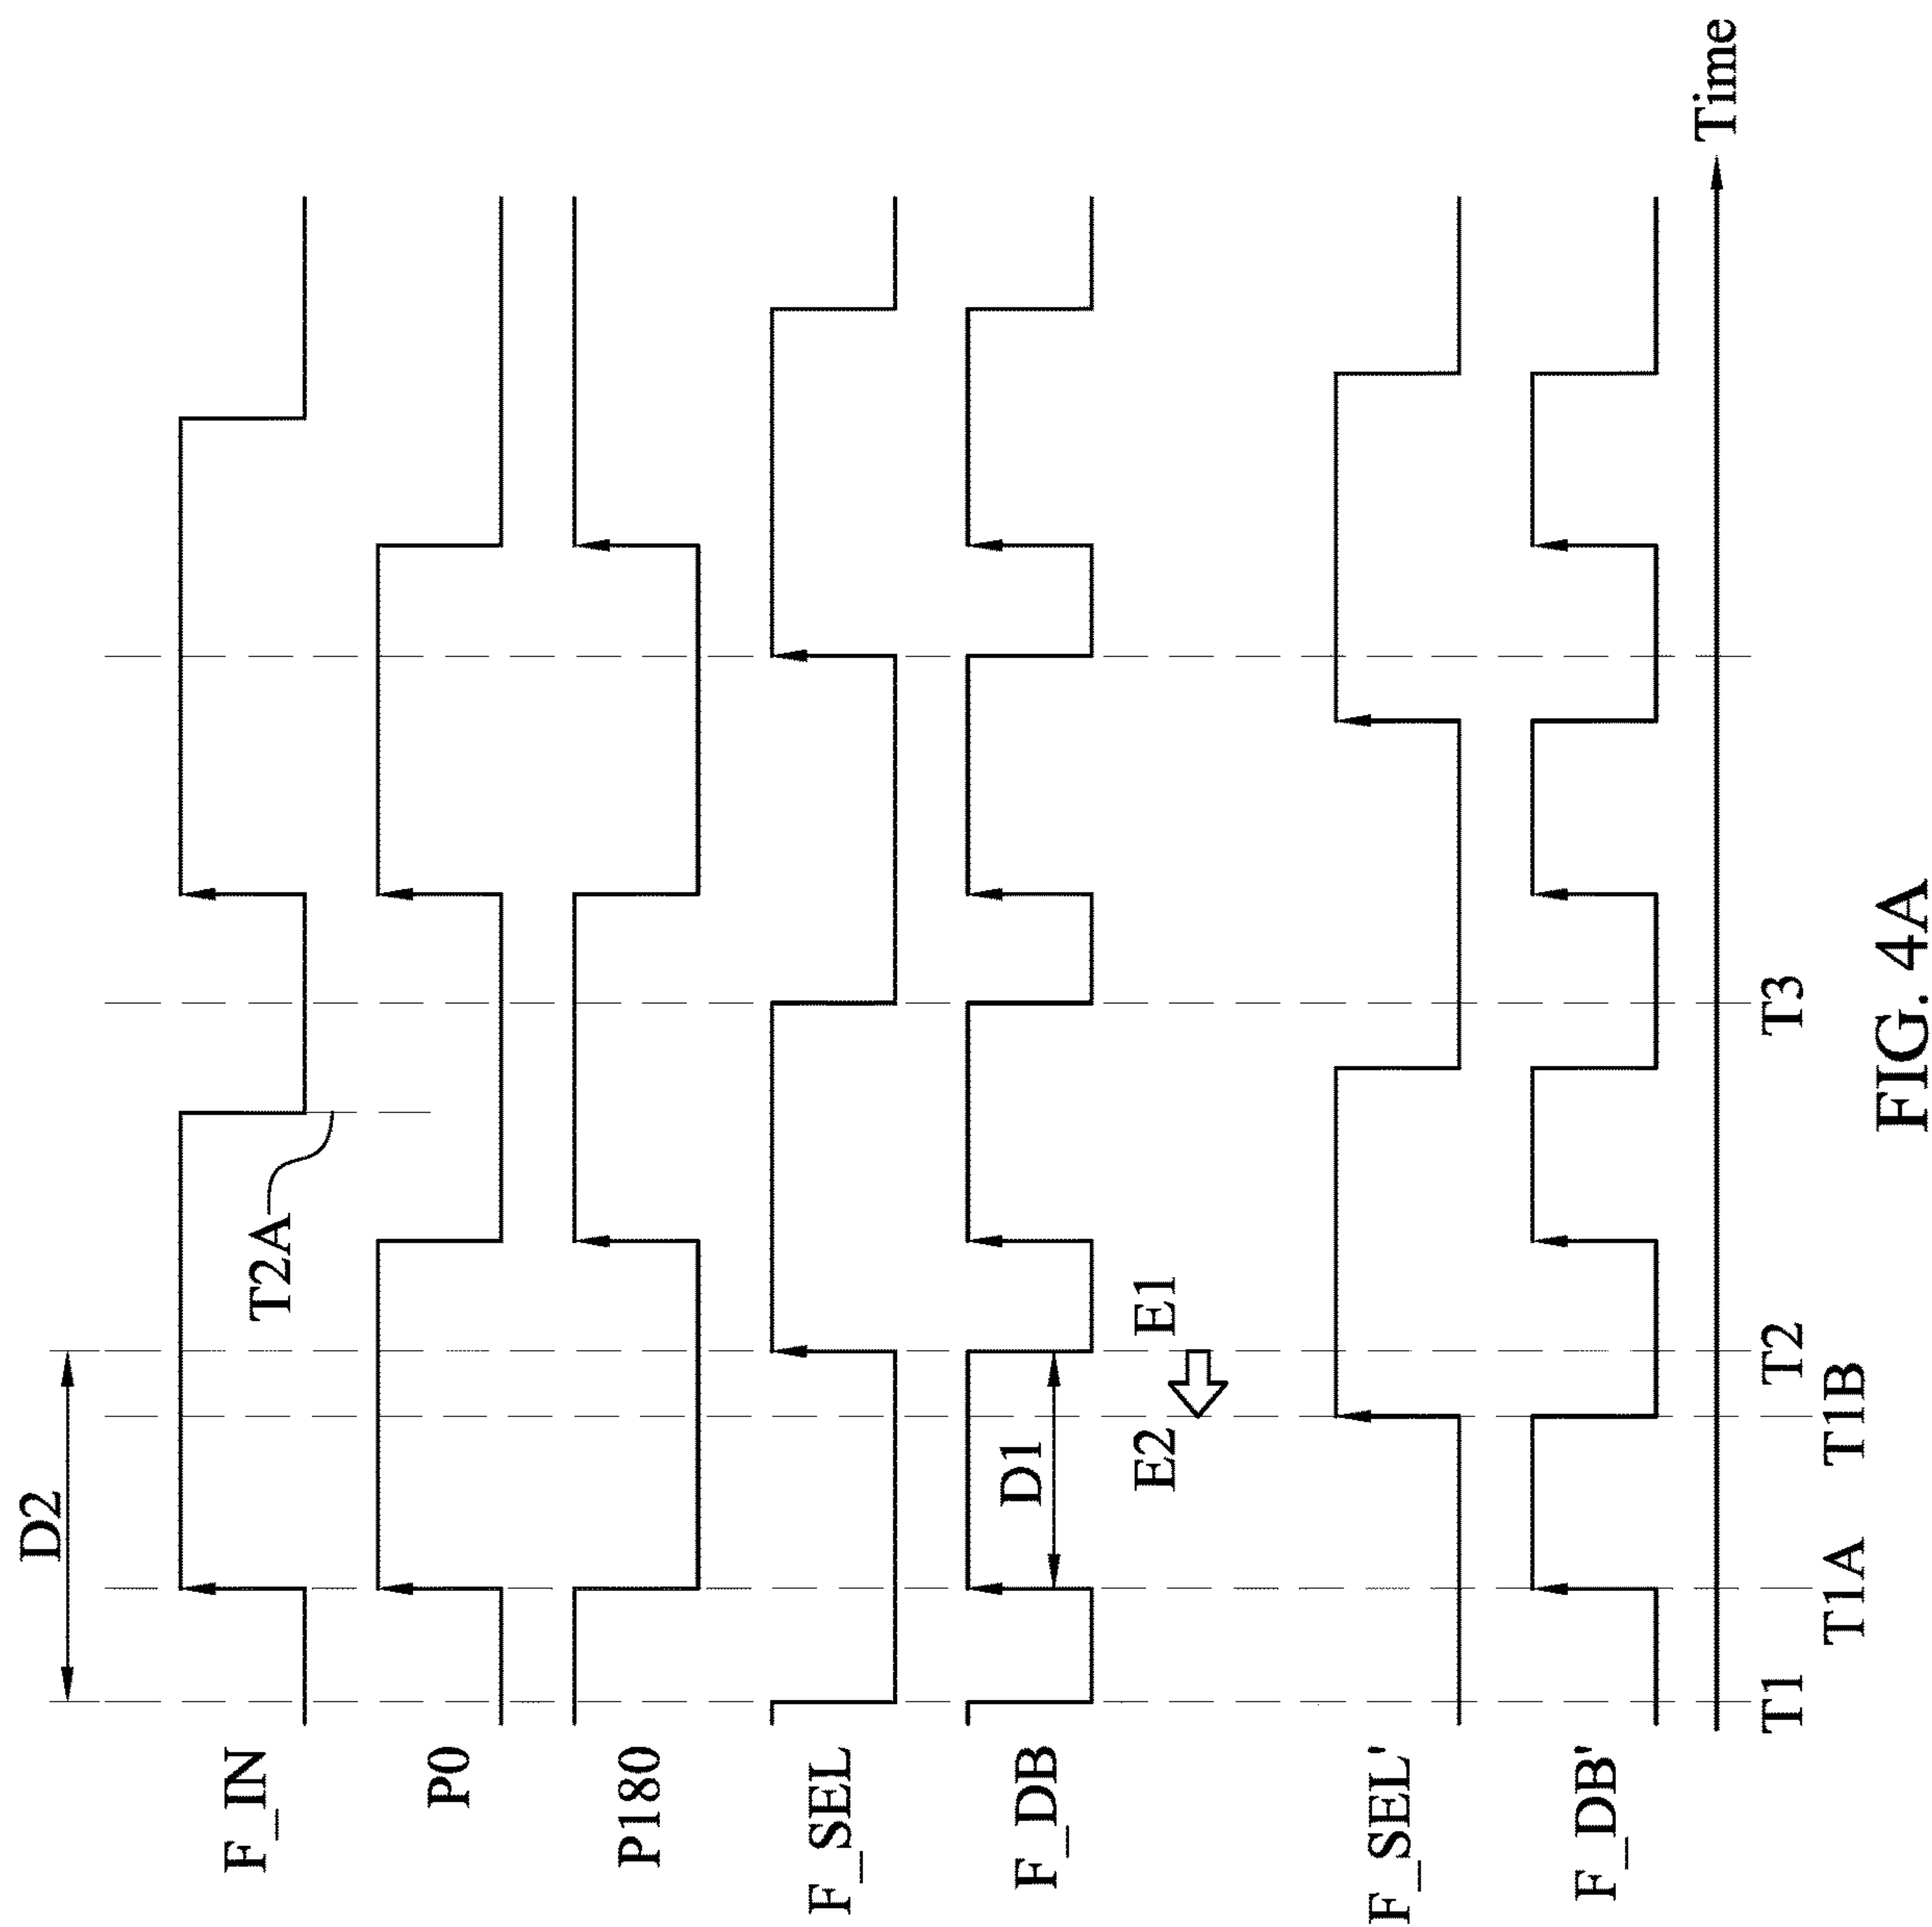 D2
F_IN
T2A
P0
P180
F_SEL
F_DB
D1
E2 E1
F_SEL'
F_DB'
Time
T1 T2 T3
T1A T1B
FIG. 4A